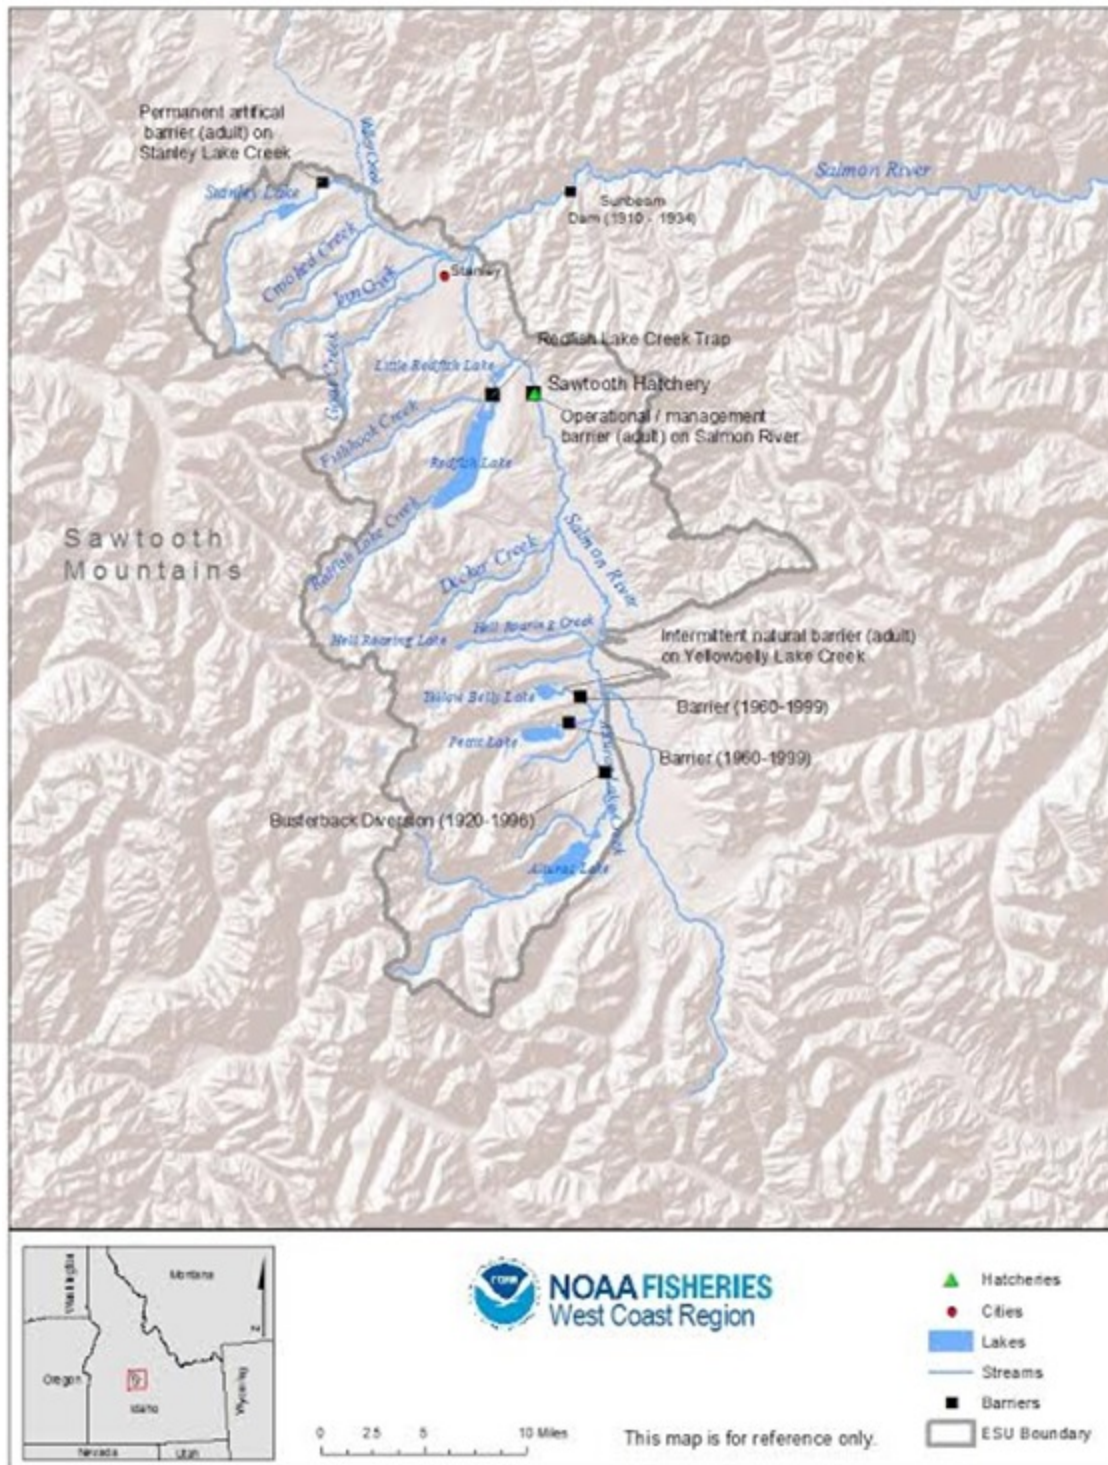 Permanent artifical
barrier (adult) on
Stanley Lake Creek
Valley Creek
Stanley Lake
Salmon River
Sunbeam
Dam (1910 - 1934)
Crooked Creek
Iron Creek
Stanley
Goat Creek
Redfish Lake Creek Trap
Little Redfish Lake
Sawtooth Hatchery
Fishhook Creek
Operational / management
barrier (adult) on Salmon River
Redfish Lake
Sawtooth
Mountains
Redfish Lake Creek
Decker Creek
Salmon River
Hell Roaring Creek
Hell Roaring Lake
Intermittent natural barrier (adult)
on Yellowbelly Lake Creek
Yellow Belly Lake
Barrier (1960-1999)
Pettit Lake
Barrier (1960-1999)
Busterback Diversion (1920-1996)
Alturas Lake Creek
Alturas Lake
Washington
Montana
Oregon
Idaho
Wyoming
Nevada
Utah
N
NOAA
NOAA FISHERIES
West Coast Region
0 2.5 5 10 Miles
This map is for reference only.
Hatcheries
Cities
Lakes
Streams
Barriers
ESU Boundary